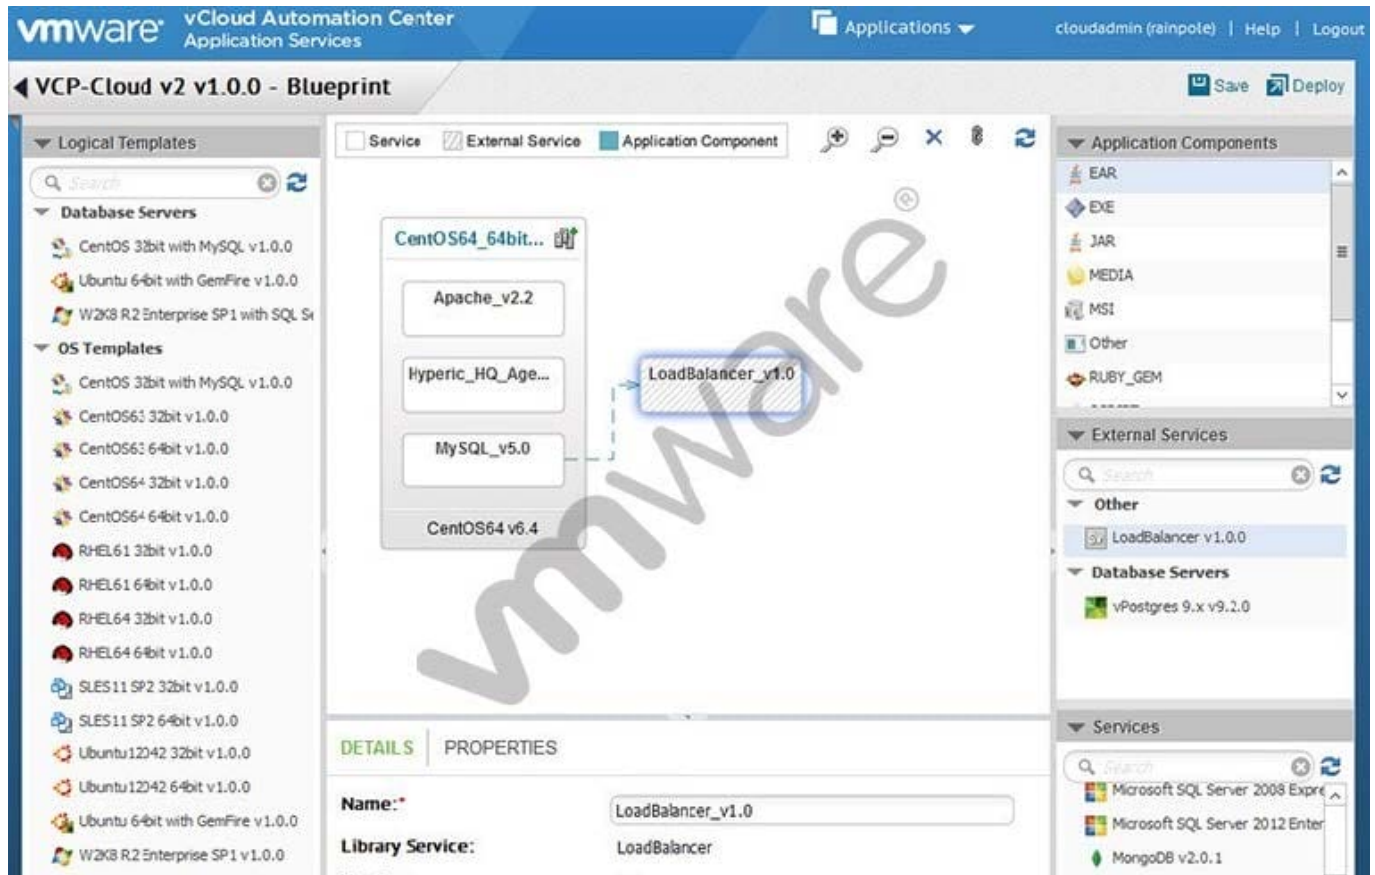 vmware® vCloud Automation Center
Application Services
Applications
cloudadmin (rainpole) | Help | Logout
VCP-Cloud v2 v1.0.0 - Blueprint
Save
Deploy
Logical Templates
Search
Database Servers
CentOS 32bit with MySQL v1.0.0
Ubuntu 64bit with GemFire v1.0.0
W2K8 R2 Enterprise SP1 with SQL Se
OS Templates
CentOS 32bit with MySQL v1.0.0
CentOS63 32bit v1.0.0
CentOS63 64bit v1.0.0
CentOS64 32bit v1.0.0
CentOS64 64bit v1.0.0
RHEL61 32bit v1.0.0
RHEL61 64bit v1.0.0
RHEL64 32bit v1.0.0
RHEL64 64bit v1.0.0
SLES11 SP2 32bit v1.0.0
SLES11 SP2 64bit v1.0.0
Ubuntu12042 32bit v1.0.0
Ubuntu12042 64bit v1.0.0
Ubuntu 64bit with GemFire v1.0.0
W2K8 R2 Enterprise SP1 v1.0.0
Service
External Service
Application Component
CentOS64_64bit...
Apache_v2.2
Hyperic_HQ_Age...
MySQL_v5.0
CentOS64 v6.4
LoadBalancer_v1.0
vmware®
DETAILS
PROPERTIES
Name:*
LoadBalancer_v1.0
Library Service:
LoadBalancer
Application Components
EAR
EXE
JAR
MEDIA
MSI
Other
RUBY_GEM
External Services
Search
Other
LoadBalancer v1.0.0
Database Servers
vPostgres 9.x v9.2.0
Services
Search
Microsoft SQL Server 2008 Expre
Microsoft SQL Server 2012 Enter
MongoDB v2.0.1